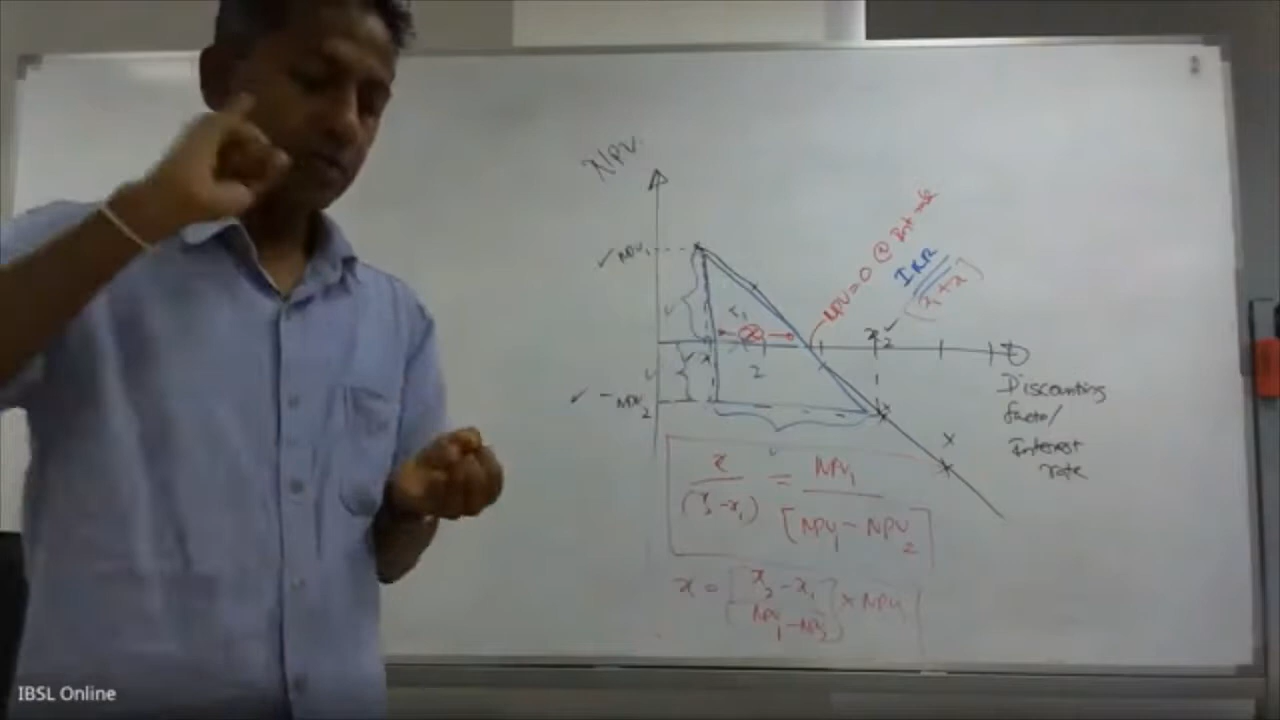 NPV
NPV₁
NPV=0 @ Int rate
IRR
(x₁+x)
x₁
x
x₂
2
-NPV₂
Discounting
factor/
Interest
rate
x/(x₂-x₁) = NPV₁/[NPV₁-NPV₂]
x = [x₂-x₁/NPV₁-NPV₂] × NPV₁
IBSL Online